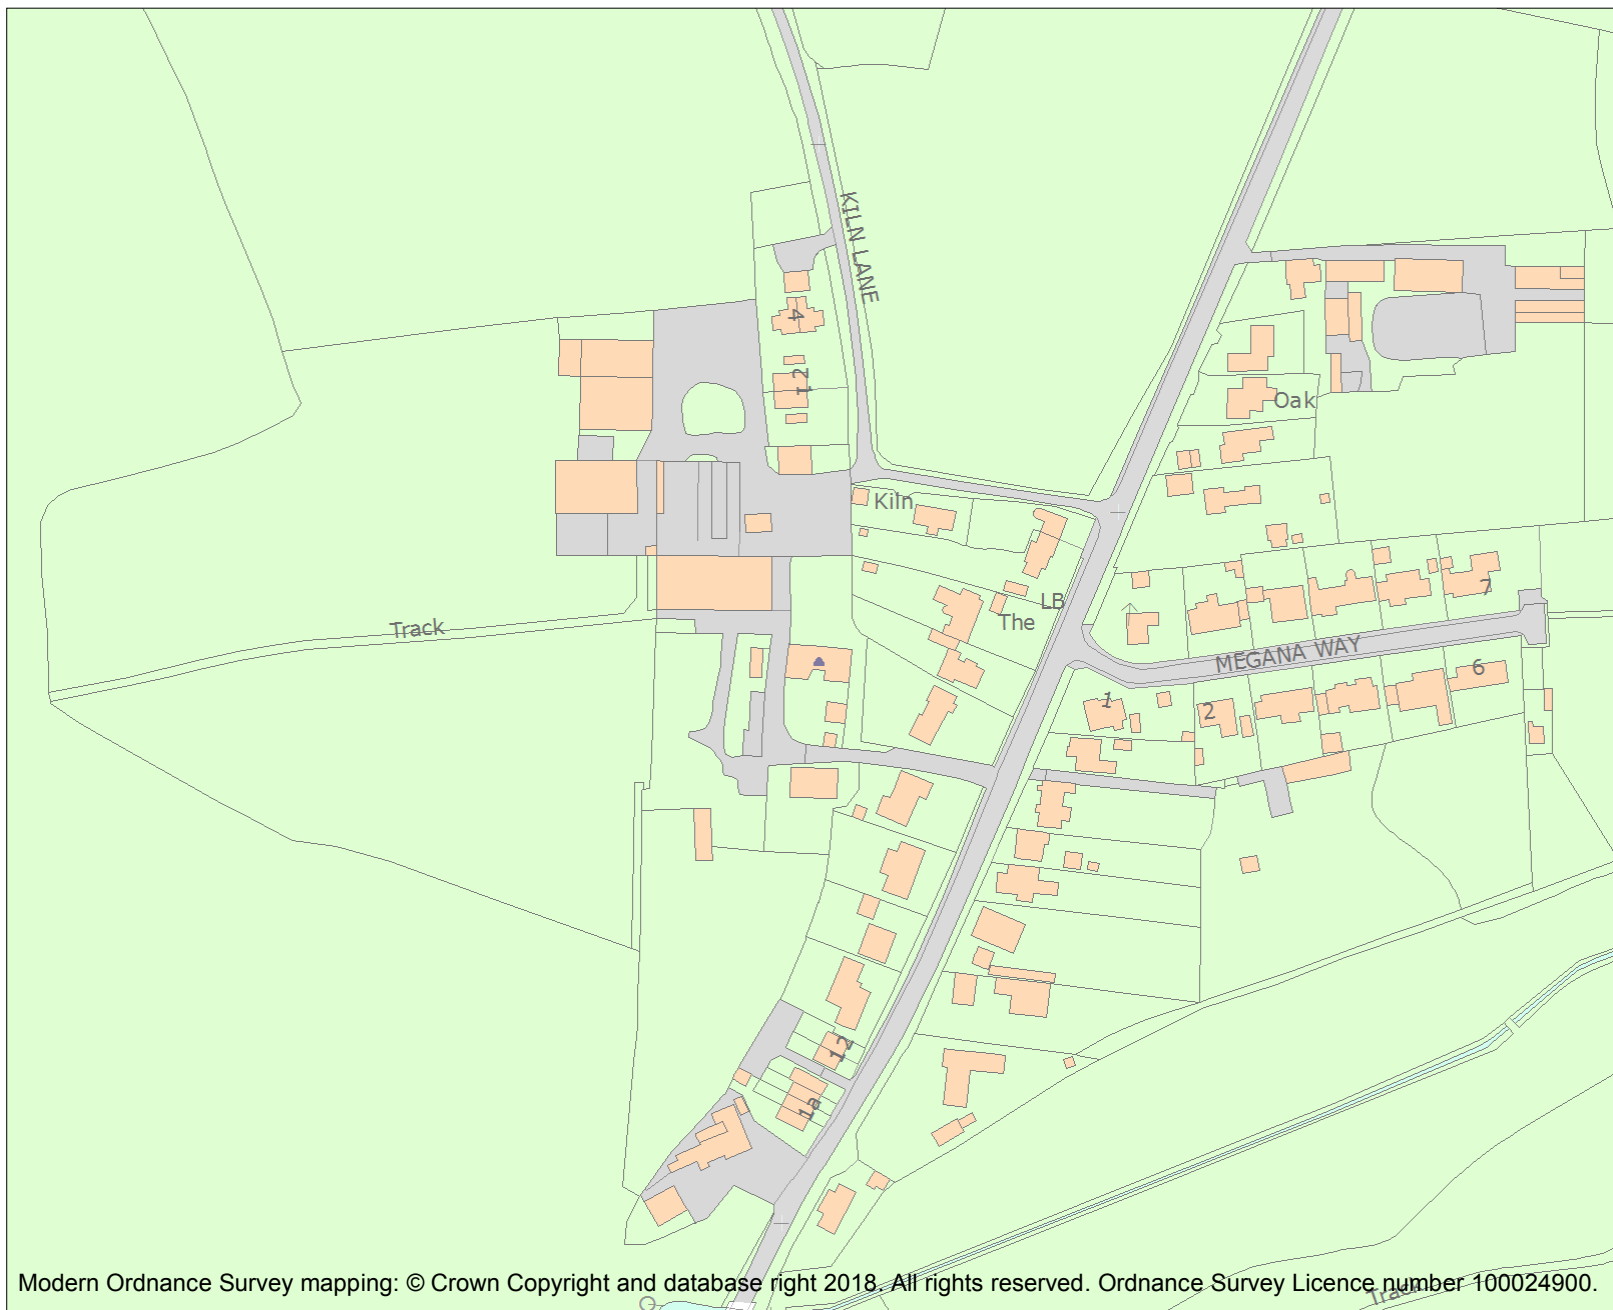 KILN LANE
4
12
Oak
Kiln
LB
The
7
Track
MEGANA WAY
6
1
2
12
1a
Track
Modern Ordnance Survey mapping: © Crown Copyright and database right 2018. All rights reserved. Ordnance Survey Licence number 100024900.